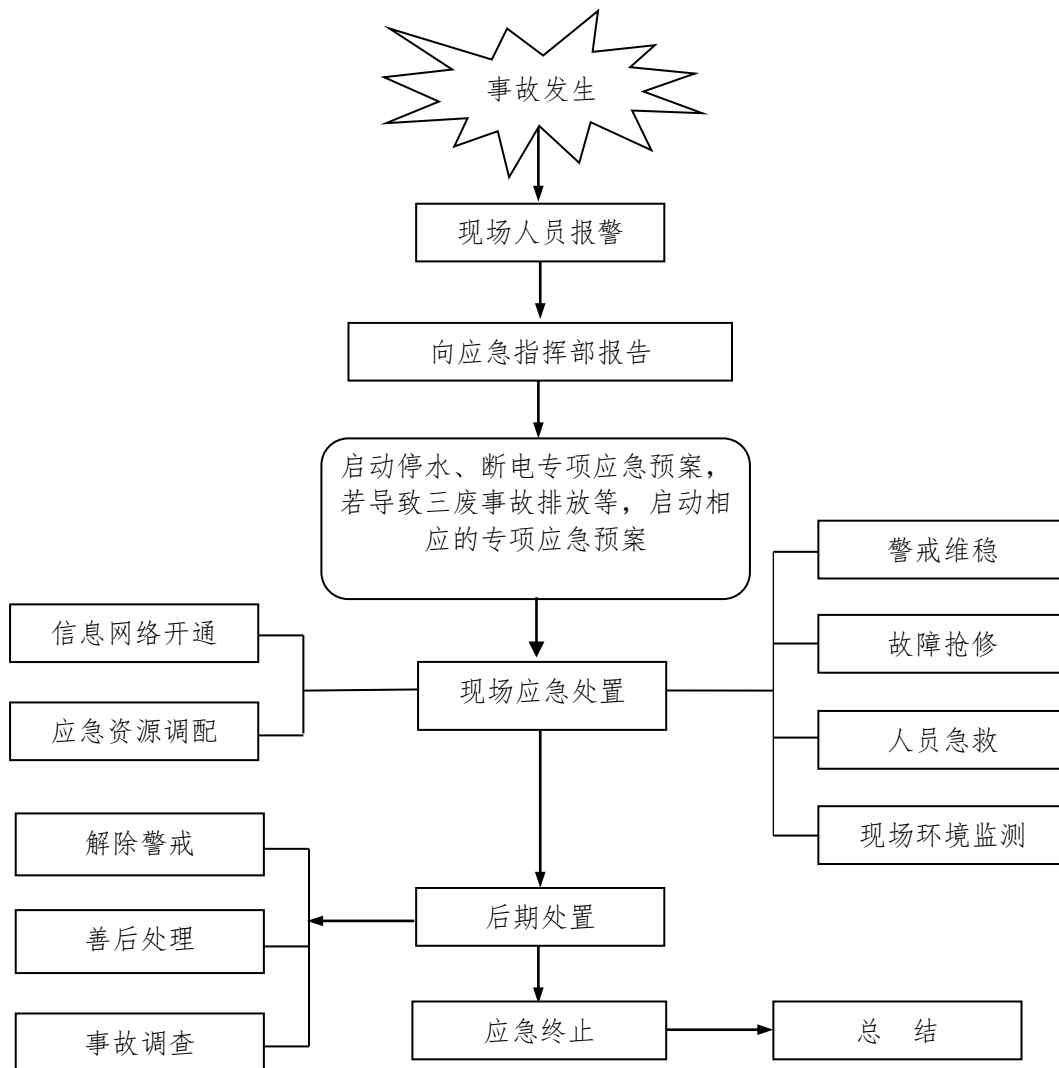 事故发生
现场人员报警
向应急指挥部报告
启动停水、断电专项应急预案，
若导致三废事故排放等，启动相
应的专项应急预案
警戒维稳
信息网络开通
故障抢修
现场应急处置
应急资源调配
人员急救
解除警戒
现场环境监测
后期处置
善后处理
应急终止
总 结
事故调查